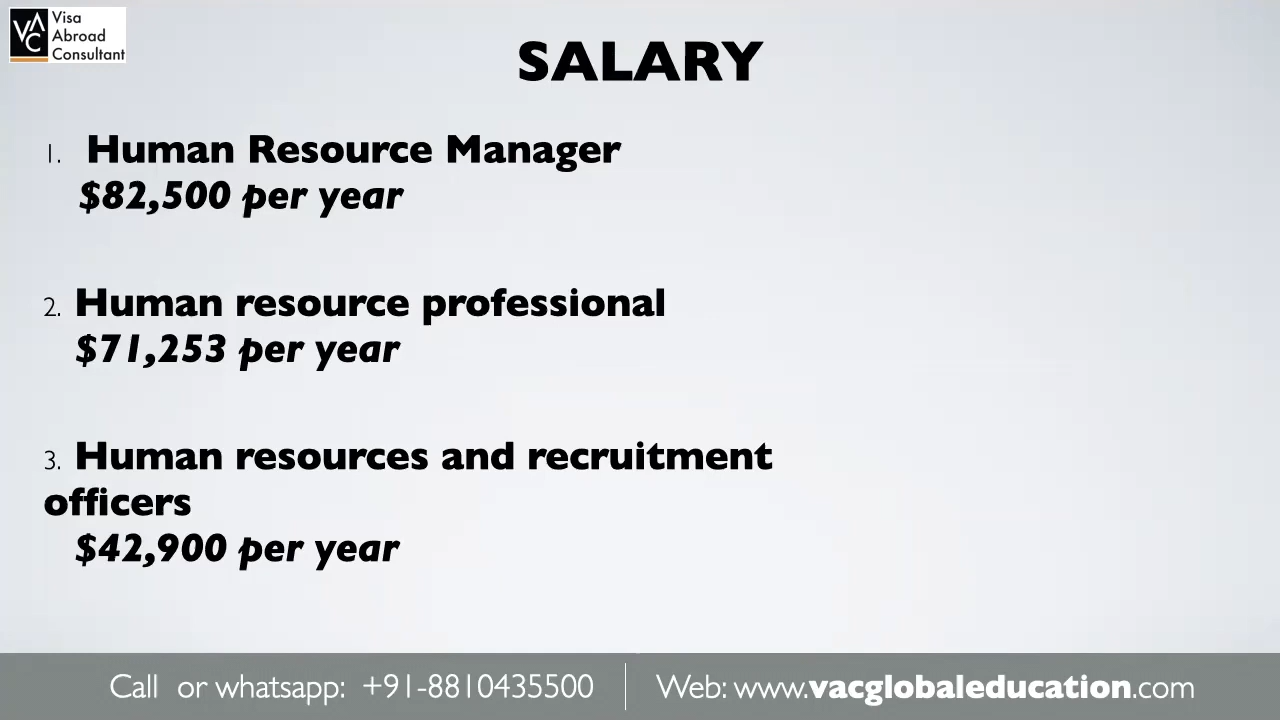 VAC
Visa
Abroad
Consultant
SALARY
1. Human Resource Manager
$82,500 per year
2. Human resource professional
$71,253 per year
3. Human resources and recruitment
officers
$42,900 per year
Call or whatsapp: +91-8810435500
Web: www.vacglobaleducation.com